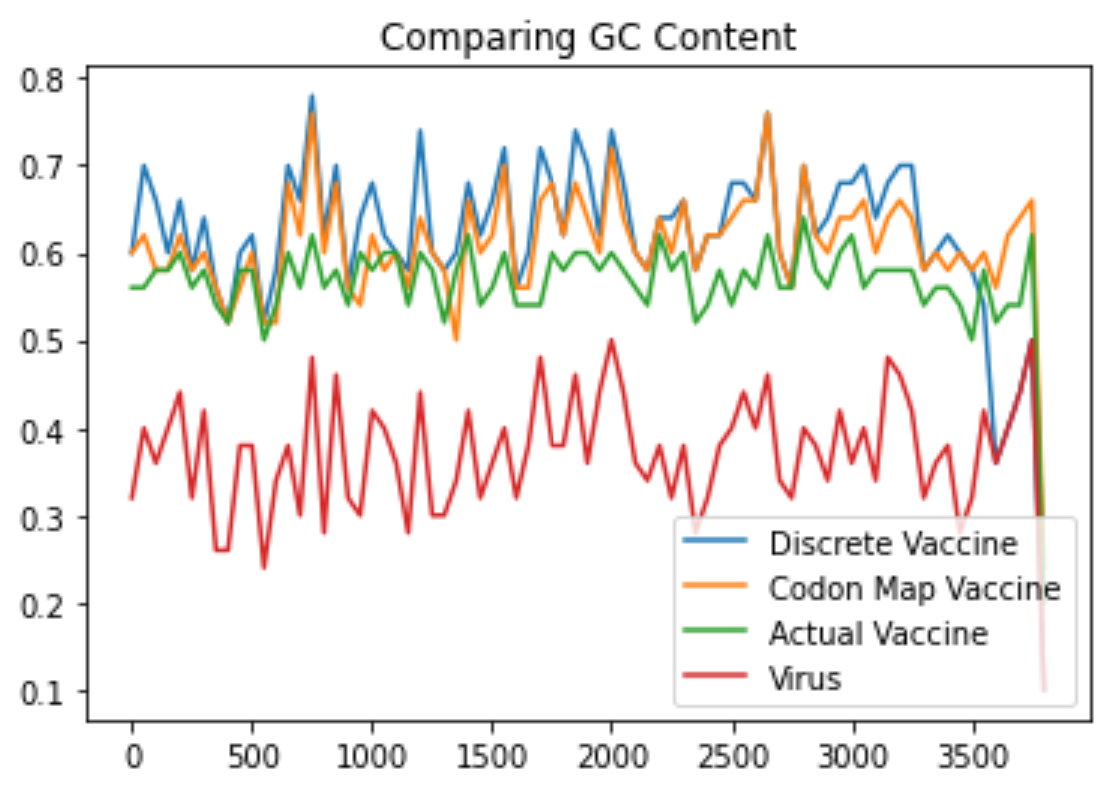 Comparing GC Content
0.8
0.7
0.6
0.5
0.4
0.3
0.2
0.1
Discrete Vaccine
Codon Map Vaccine
Actual Vaccine
Virus
0 500 1000 1500 2000 2500 3000 3500